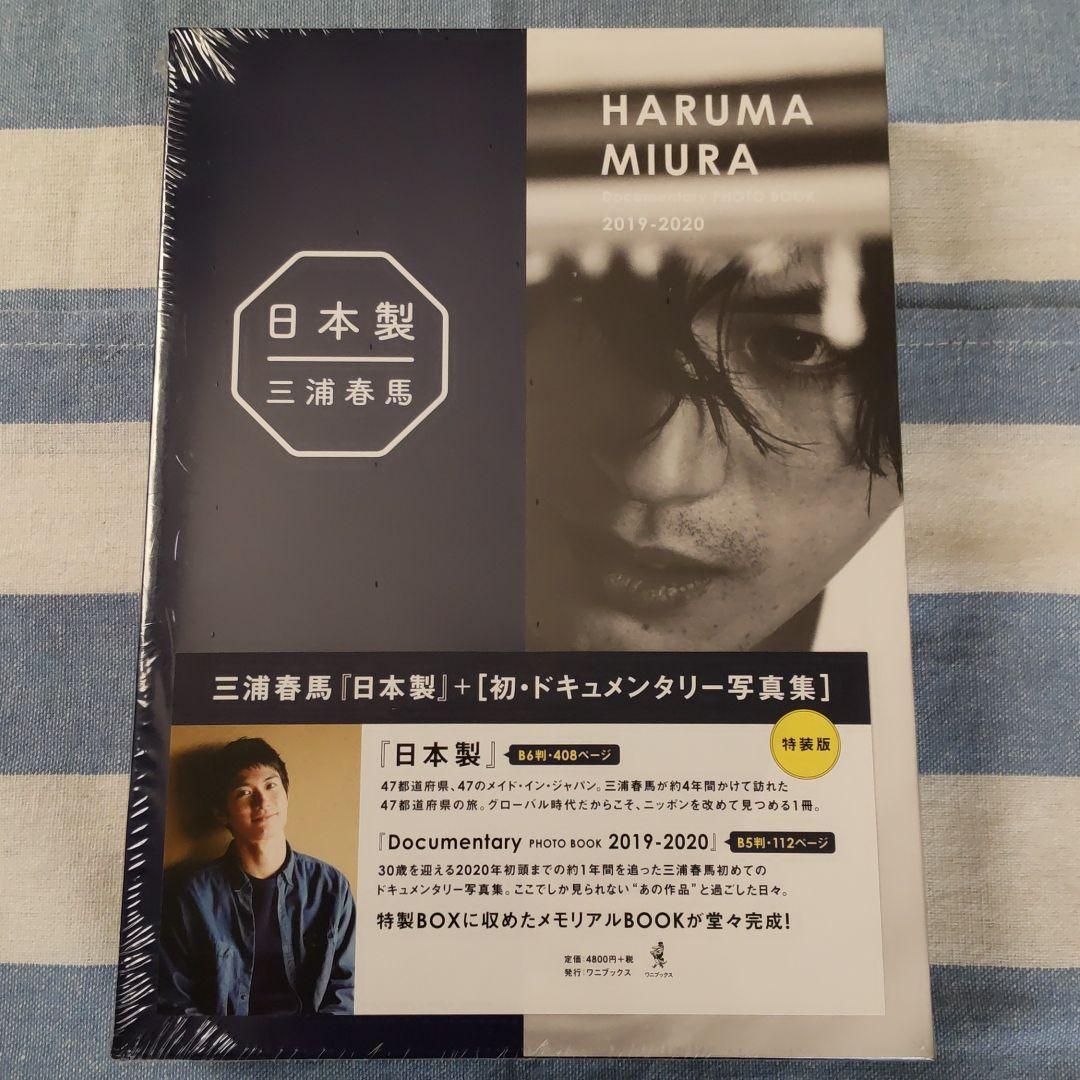 HARUMA
MIURA
Documentary PHOTO BOOK
2019-2020
日本製
三浦春馬
三浦春馬『日本製』+[初・ドキュメンタリー写真集]
特装版
『日本製』 B6判・408ページ
47都道府県、47のメイド・イン・ジャパン。三浦春馬が約4年間かけて訪れた
47都道府県の旅。グローバル時代だからこそ、ニッポンを改めて見つめる1冊。
『Documentary PHOTO BOOK 2019-2020』 B5判・112ページ
30歳を迎える2020年初頭までの約1年間を追った三浦春馬初めての
ドキュメンタリー写真集。ここでしか見られない“あの作品”と過ごした日々。
特製BOXに収めたメモリアルBOOKが堂々完成!
定価:4800円+税
発行:ワニブックス
ワニブックス